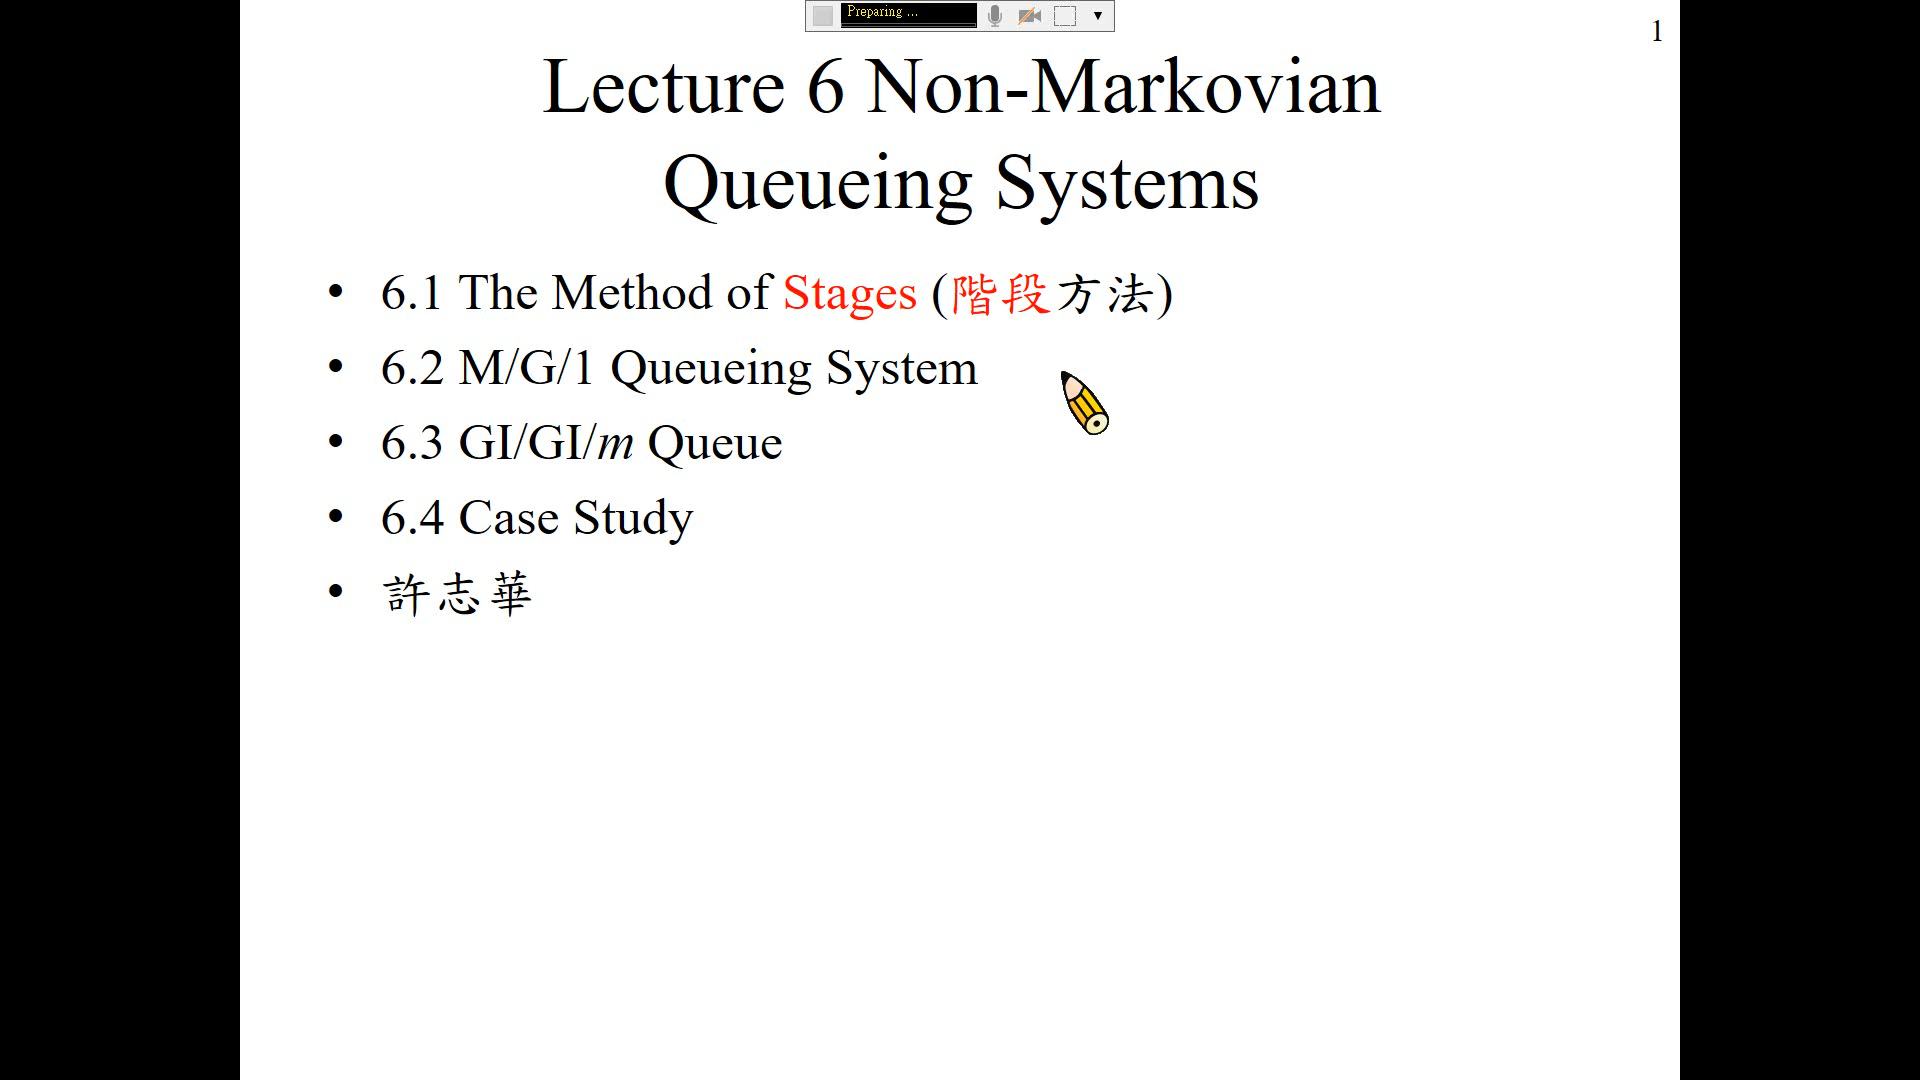 Preparing ...
1
Lecture 6 Non-Markovian
Queueing Systems
• 6.1 The Method of Stages (階段方法)
• 6.2 M/G/1 Queueing System
• 6.3 GI/GI/m Queue
• 6.4 Case Study
• 許志華